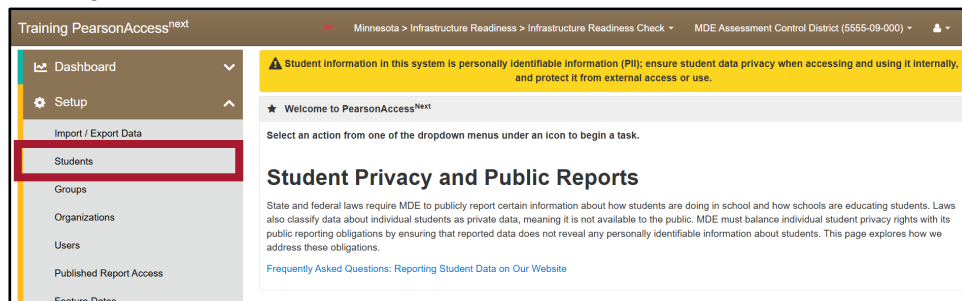 Training PearsonAccessnext
Minnesota > Infrastructure Readiness > Infrastructure Readiness Check
MDE Assessment Control District (5555-09-000)
Dashboard
Setup
Import / Export Data
Students
Groups
Organizations
Users
Published Report Access
Feature Dates
Student information in this system is personally identifiable information (PII); ensure student data privacy when accessing and using it internally,
and protect it from external access or use.
Welcome to PearsonAccessNext
Select an action from one of the dropdown menus under an icon to begin a task.
Student Privacy and Public Reports
State and federal laws require MDE to publicly report certain information about how students are doing in school and how schools are educating students. Laws
also classify data about individual students as private data, meaning it is not available to the public. MDE must balance individual student privacy rights with its
public reporting obligations by ensuring that reported data does not reveal any personally identifiable information about students. This page explores how we
address these obligations.
Frequently Asked Questions: Reporting Student Data on Our Website